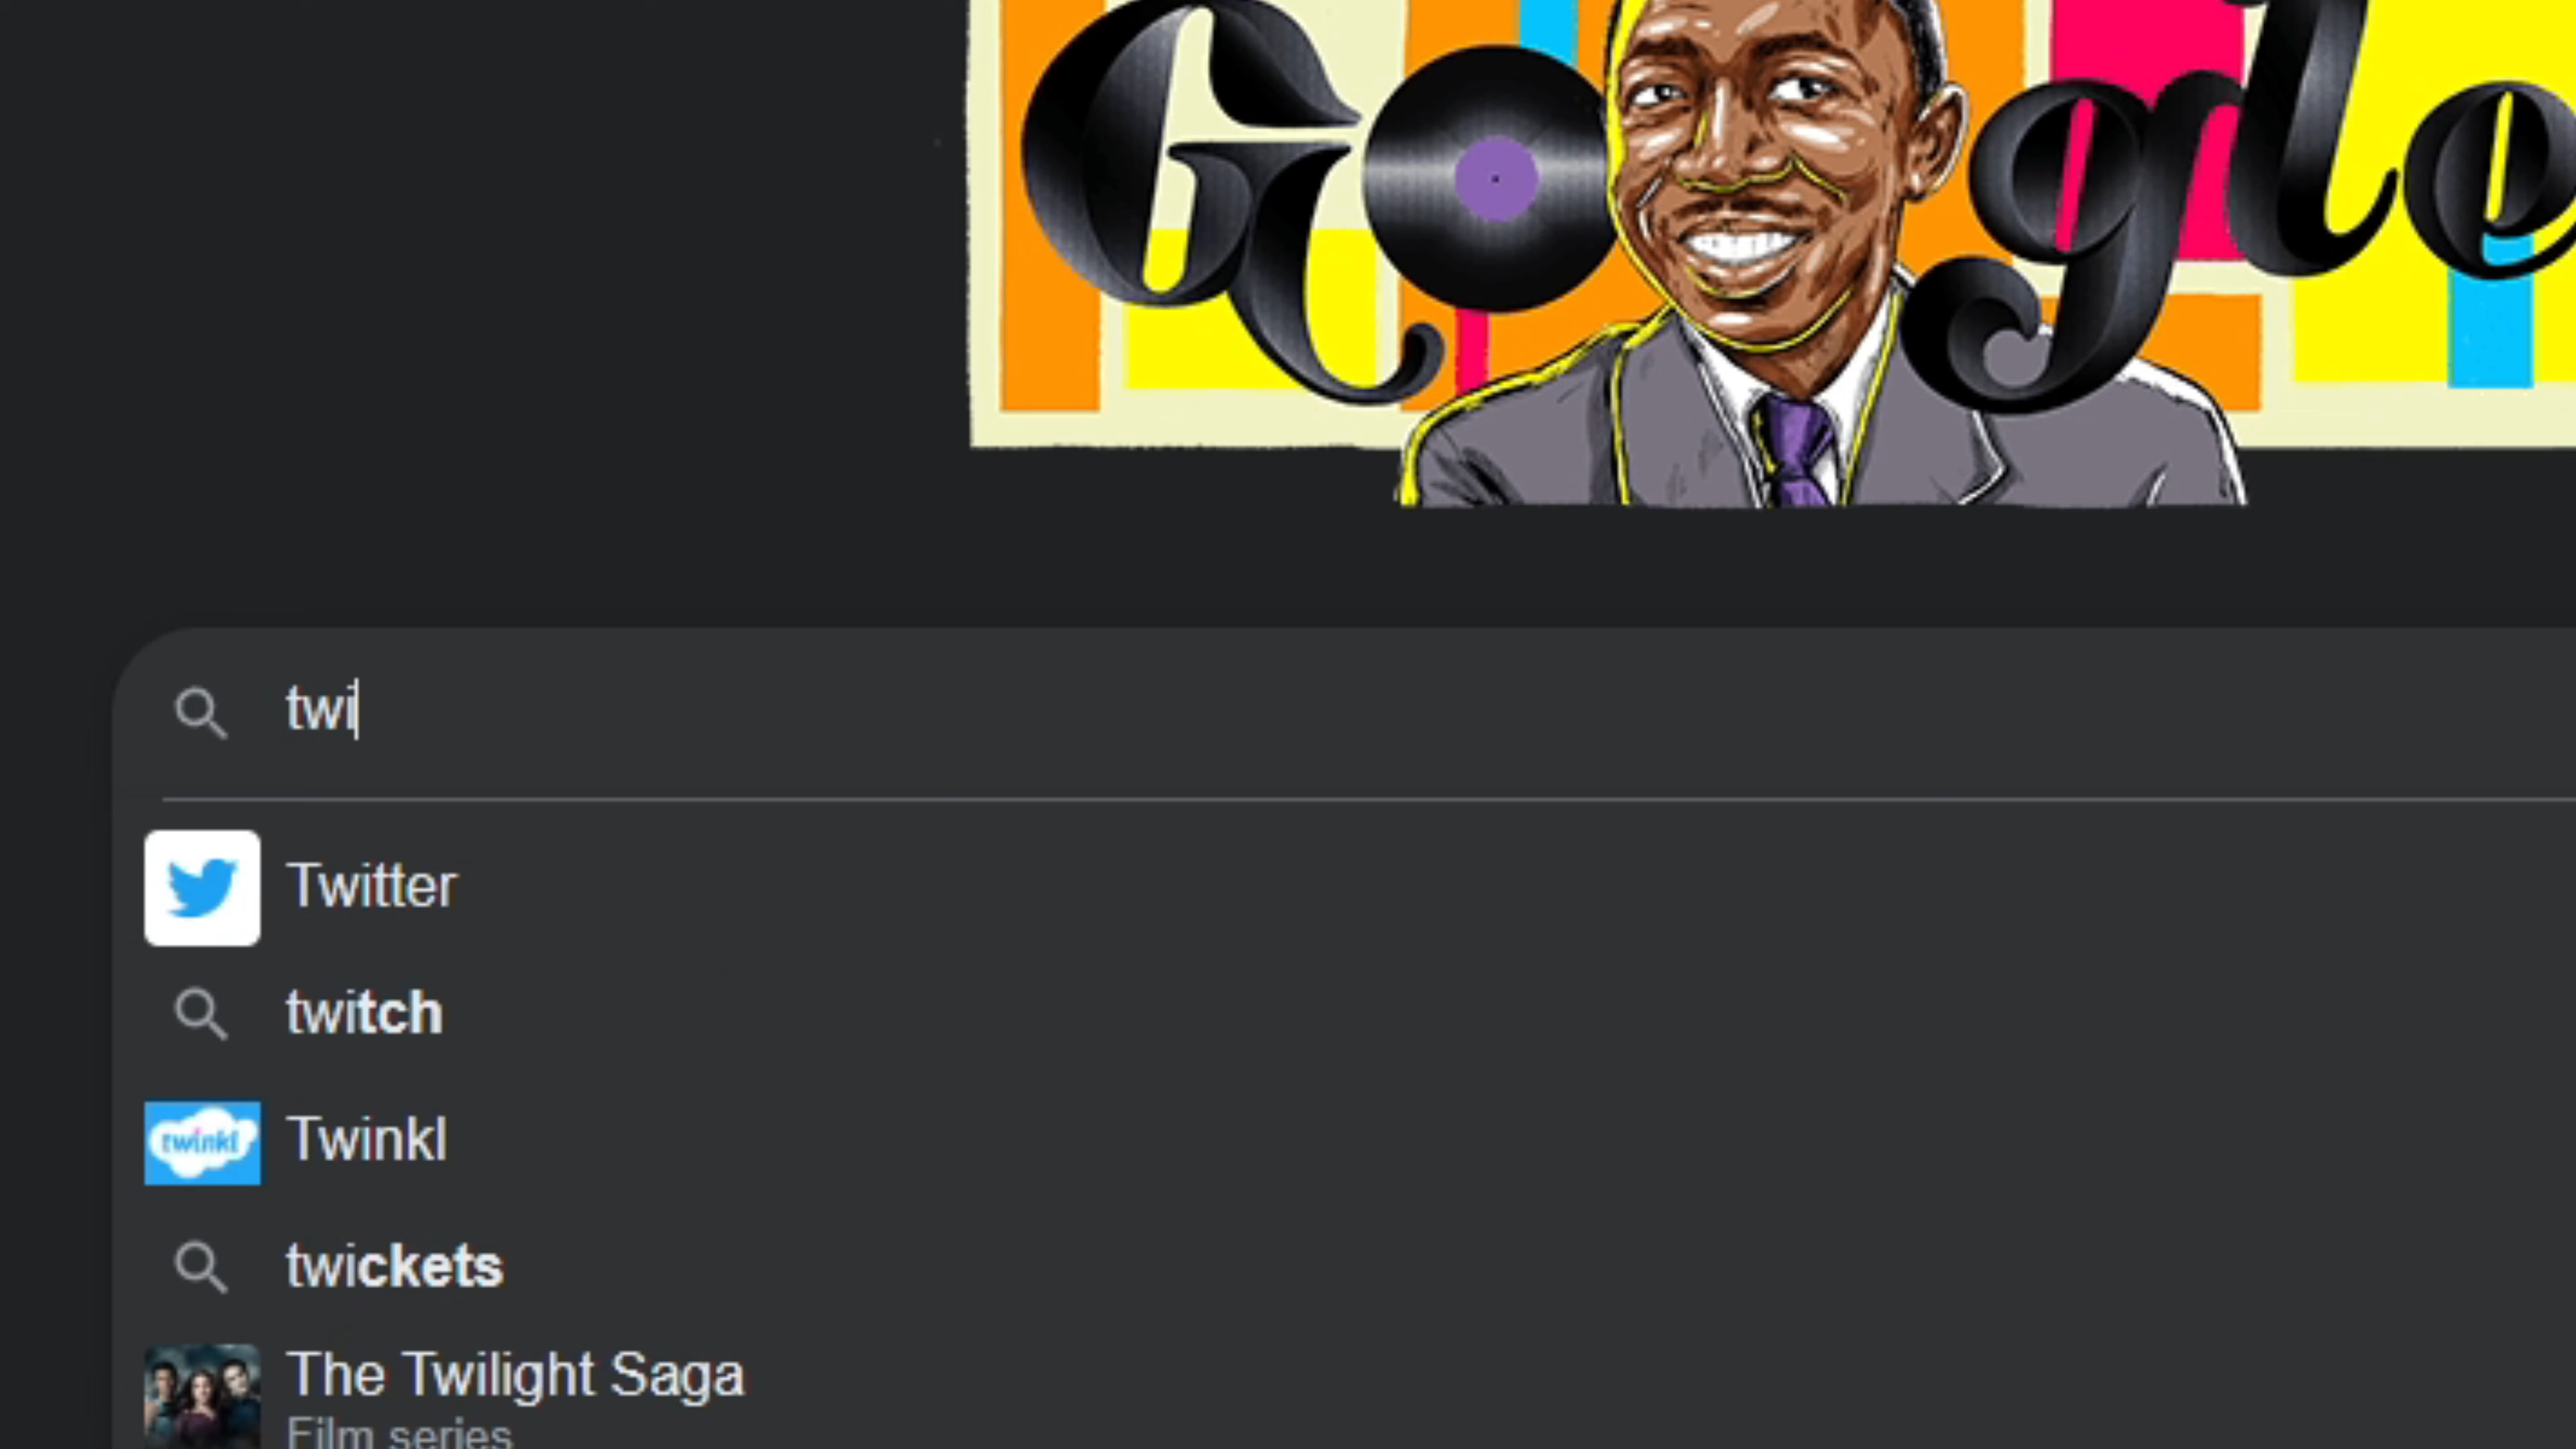 Google
twi
Twitter
twitch
twinkl
Twinkl
twickets
The Twilight Saga
Film series